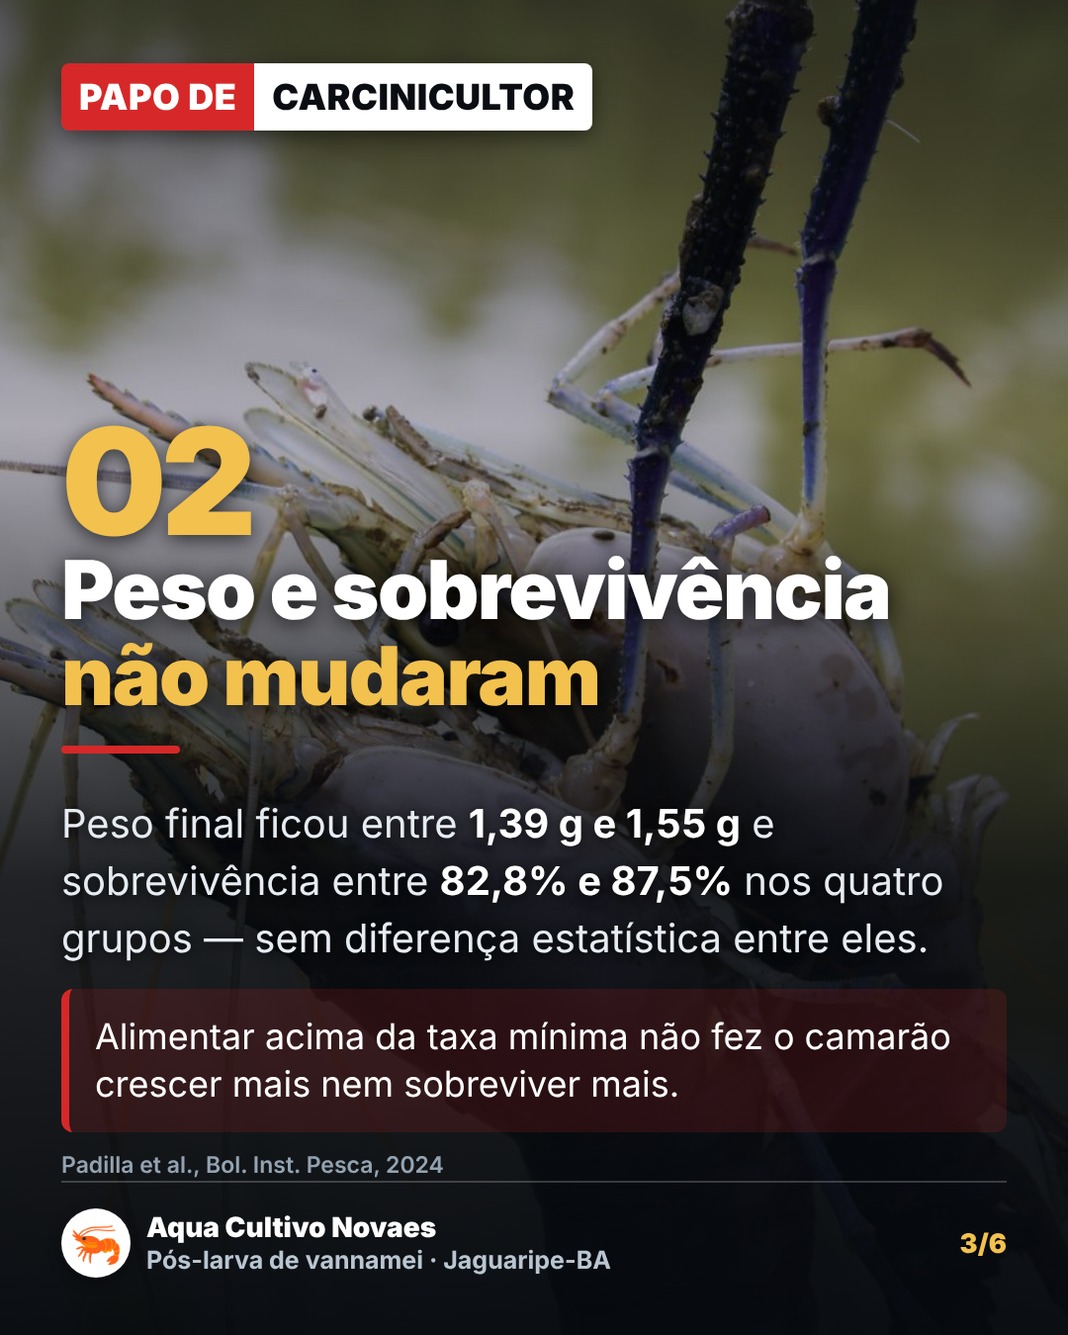 PAPO DE CARCINICULTOR
02
Peso e sobrevivência
não mudaram
Peso final ficou entre 1,39 g e 1,55 g e
sobrevivência entre 82,8% e 87,5% nos quatro
grupos — sem diferença estatística entre eles.
Alimentar acima da taxa mínima não fez o camarão
crescer mais nem sobreviver mais.
Padilla et al., Bol. Inst. Pesca, 2024
Aqua Cultivo Novaes
Pós-larva de vannamei · Jaguaripe-BA
3/6